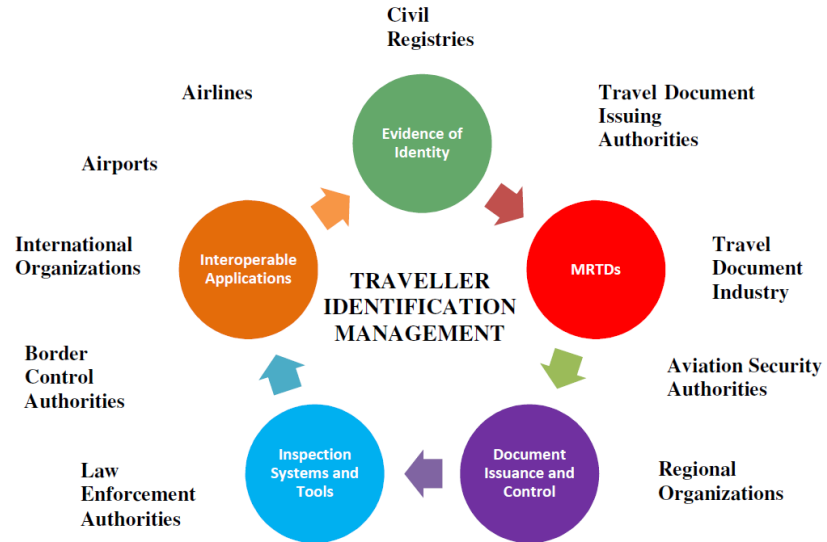 Civil
Registries
Airlines
Travel Document
Issuing
Authorities
Evidence of
Identity
Airports
International
Organizations
Interoperable
Applications
TRAVELLER
IDENTIFICATION
MANAGEMENT
MRTDs
Travel
Document
Industry
Border
Control
Authorities
Aviation Security
Authorities
Inspection
Systems and
Tools
Document
Issuance and
Control
Law
Enforcement
Authorities
Regional
Organizations